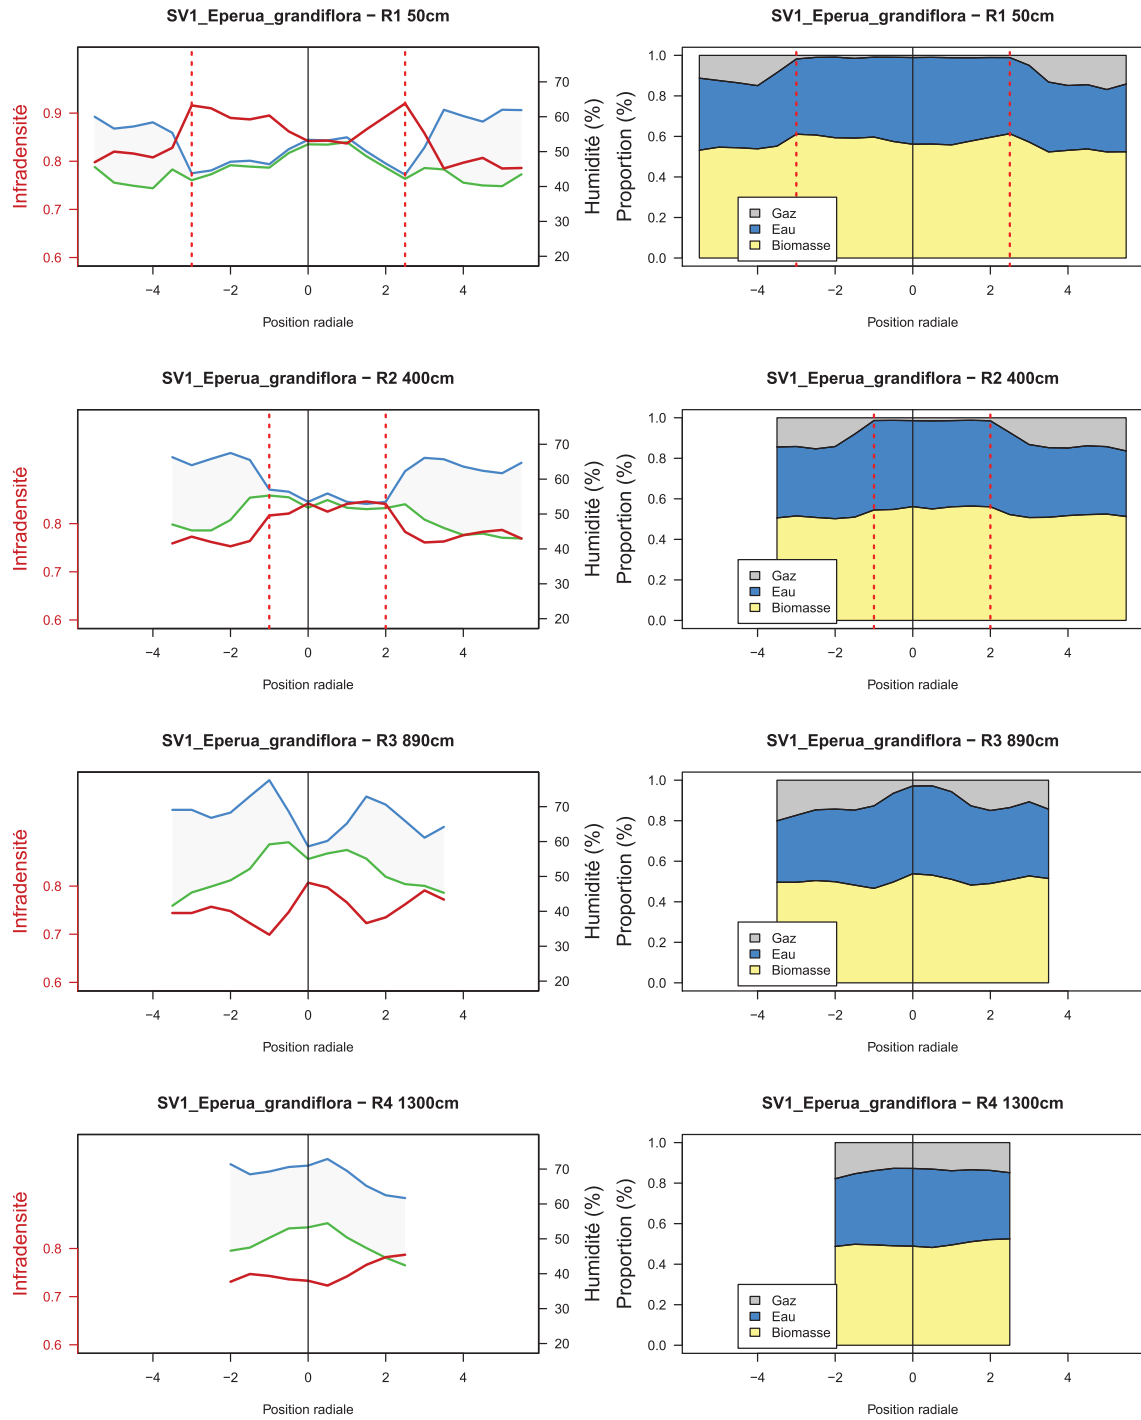 SV1_Eperua_grandiflora − R1 50cm
Infradensité
0.9
0.8
0.7
0.6
70
60
50
40
30
20
Humidité (%)
−4 −2 0 2 4
Position radiale
SV1_Eperua_grandiflora − R1 50cm
Proportion (%)
1.0
0.8
0.6
0.4
0.2
0.0
Gaz
Eau
Biomasse
−4 −2 0 2 4
Position radiale
SV1_Eperua_grandiflora − R2 400cm
Infradensité
0.8
0.7
0.6
70
60
50
40
30
20
Humidité (%)
−4 −2 0 2 4
Position radiale
SV1_Eperua_grandiflora − R2 400cm
Proportion (%)
1.0
0.8
0.6
0.4
0.2
0.0
Gaz
Eau
Biomasse
−4 −2 0 2 4
Position radiale
SV1_Eperua_grandiflora − R3 890cm
Infradensité
0.8
0.7
0.6
70
60
50
40
30
20
Humidité (%)
−4 −2 0 2 4
Position radiale
SV1_Eperua_grandiflora − R3 890cm
Proportion (%)
1.0
0.8
0.6
0.4
0.2
0.0
Gaz
Eau
Biomasse
−4 −2 0 2 4
Position radiale
SV1_Eperua_grandiflora − R4 1300cm
Infradensité
0.8
0.7
0.6
70
60
50
40
30
20
Humidité (%)
−4 −2 0 2 4
Position radiale
SV1_Eperua_grandiflora − R4 1300cm
Proportion (%)
1.0
0.8
0.6
0.4
0.2
0.0
Gaz
Eau
Biomasse
−4 −2 0 2 4
Position radiale